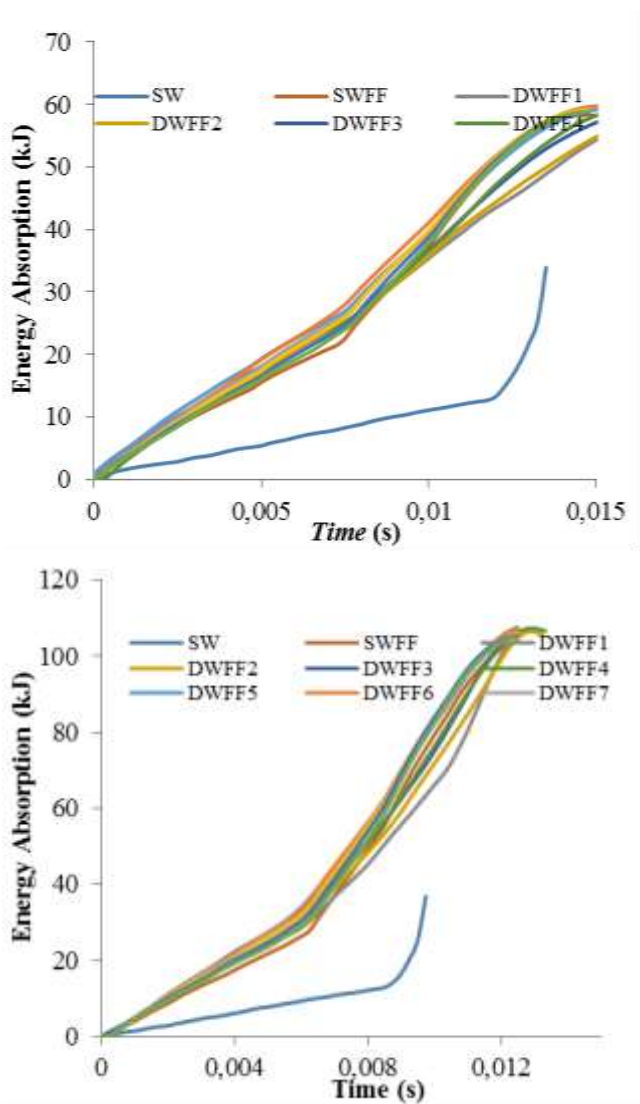 70
60
50
40
30
20
10
0
Energy Absorption (kJ)
SW SWFF DWFF1
DWFF2 DWFF3 DWFF4
0 0,005 0,01 0,015
Time (s)
120
100
80
60
40
20
0
Energy Absorption (kJ)
SW SWFF DWFF1
DWFF2 DWFF3 DWFF4
DWFF5 DWFF6 DWFF7
0 0,004 0,008 0,012
Time (s)